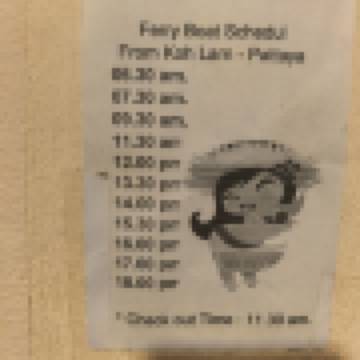 Ferry Boat Schedul
From Koh Larn - Pattaya
06.30 am.
07.30 am.
09.30 am.
11.30 am
12.00 pm
13.30 pm
14.00 pm
15.30 pm
16.00 pm
17.00 pm
18.00 pm
* Check out Time : 11.30 am.